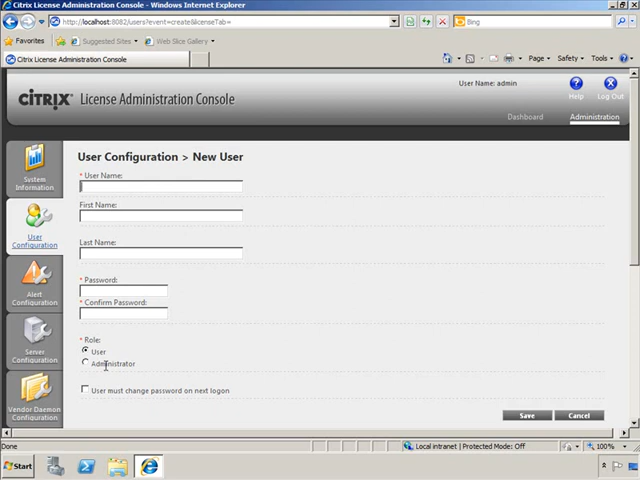 Citrix License Administration Console - Windows Internet Explorer
http://localhost:8082/users?event=create&licenseTab=
Bing
Favorites
Suggested Sites
Web Slice Gallery
Citrix License Administration Console
Page
Safety
Tools
CITRIX License Administration Console
User Name: admin
Help
Log Out
Dashboard
Administration
System Information
User Configuration
Alert Configuration
Server Configuration
Vendor Daemon Configuration
User Configuration > New User
* User Name:
First Name:
Last Name:
* Password:
* Confirm Password:
* Role:
User
Administrator
User must change password on next logon
Save
Cancel
Done
Local intranet | Protected Mode: Off
100%
Start